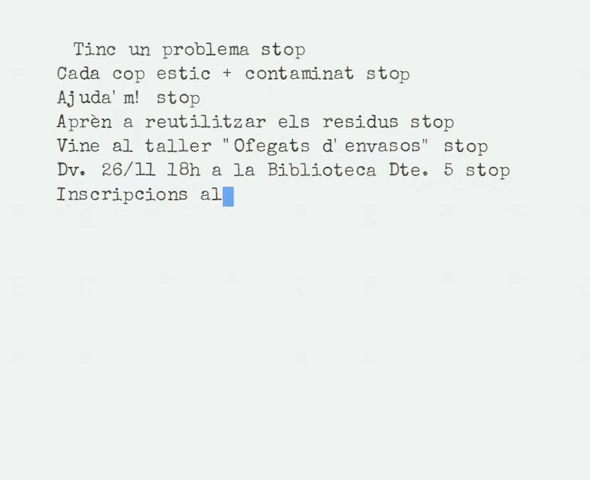 Tinc un problema stop
Cada cop estic + contaminat stop
Ajuda'm! stop
Aprèn a reutilitzar els residus stop
Vine al taller "Ofegats d'envasos" stop
Dv. 26/11 18h a la Biblioteca Dte. 5 stop
Inscripcions al